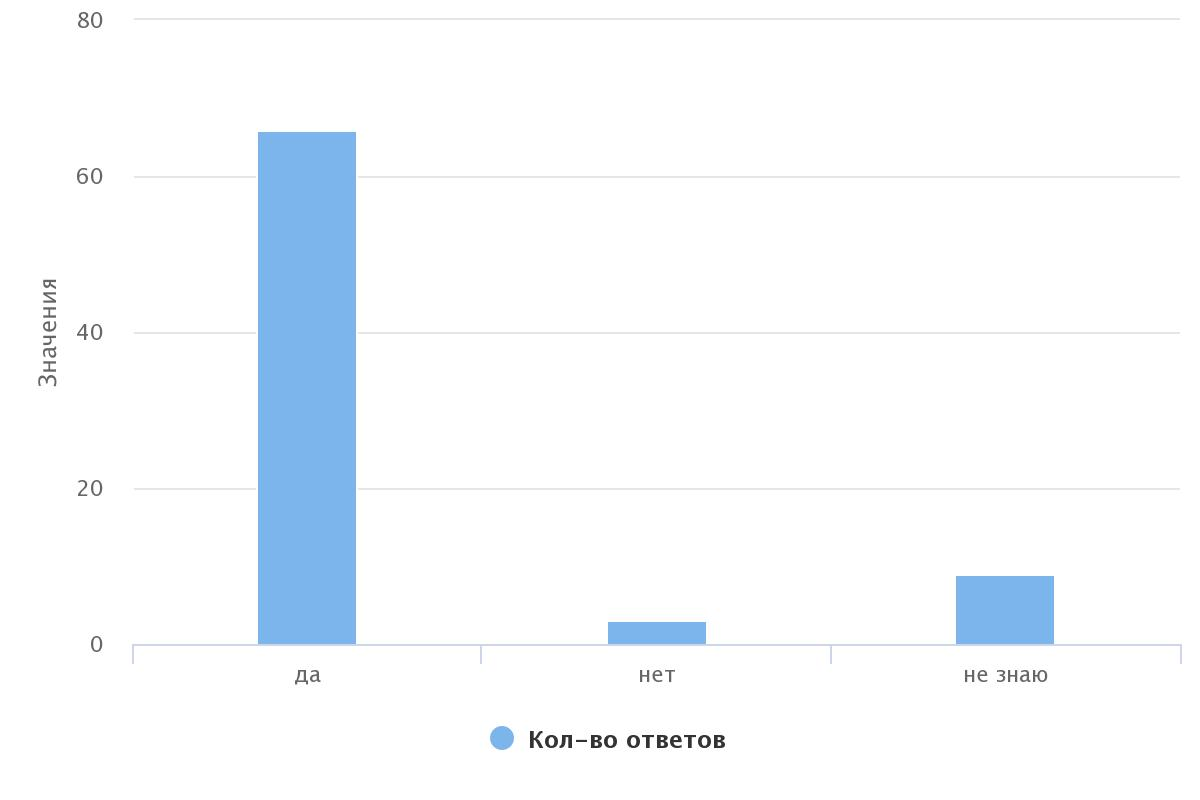 80
60
40
20
0
Значения
да
нет
не знаю
Кол-во ответов